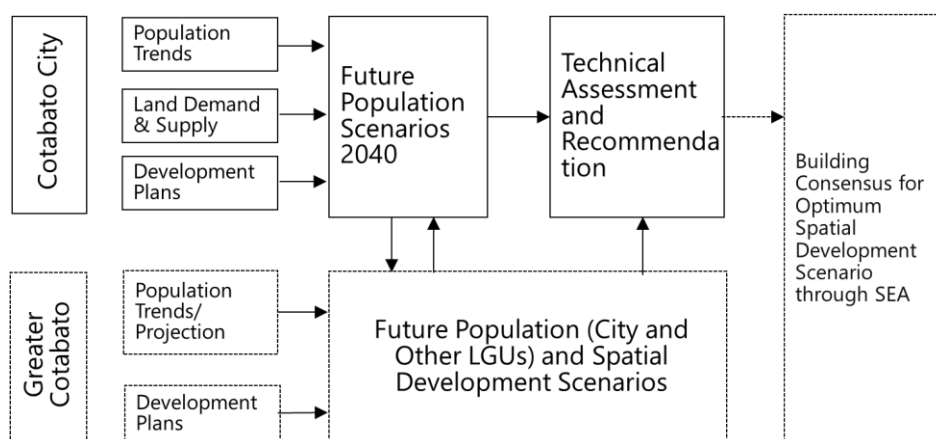 Cotabato City
Population
Trends
Land Demand
& Supply
Development
Plans
Future
Population
Scenarios
2040
Technical
Assessment
and
Recommenda
tion
Building
Consensus for
Optimum
Spatial
Development
Scenario
through SEA
Greater
Cotabato
Population
Trends/
Projection
Development
Plans
Future Population (City and
Other LGUs) and Spatial
Development Scenarios